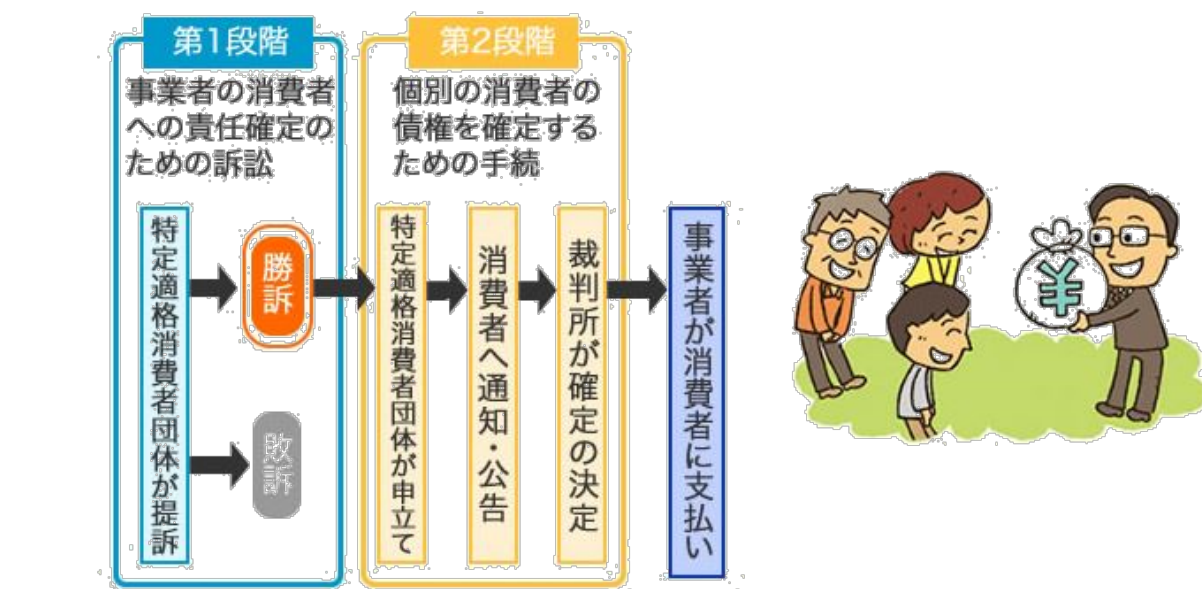 第1段階
事業者の消費者
への責任確定の
ための訴訟
特定適格消費者団体が提訴
勝訴
敗訴
第2段階
個別の消費者の
債権を確定する
ための手続
特定適格消費者団体が申立て
消費者へ通知・公告
裁判所が確定の決定
事業者が消費者に支払い
¥